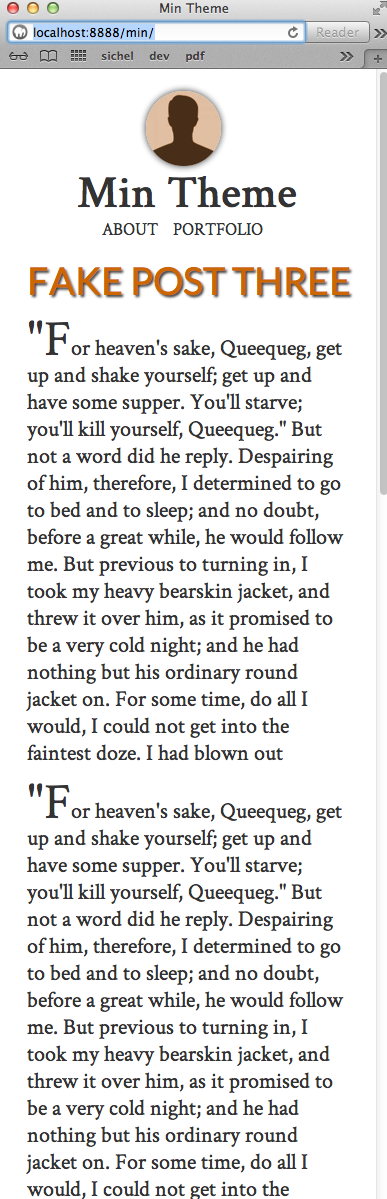 Min Theme
localhost:8888/min/
Reader
sichel dev pdf
Min Theme
ABOUT PORTFOLIO
FAKE POST THREE
"For heaven's sake, Queequeg, get
up and shake yourself; get up and
have some supper. You'll starve;
you'll kill yourself, Queequeg." But
not a word did he reply. Despairing
of him, therefore, I determined to go
to bed and to sleep; and no doubt,
before a great while, he would follow
me. But previous to turning in, I
took my heavy bearskin jacket, and
threw it over him, as it promised to
be a very cold night; and he had
nothing but his ordinary round
jacket on. For some time, do all I
would, I could not get into the
faintest doze. I had blown out
"For heaven's sake, Queequeg, get
up and shake yourself; get up and
have some supper. You'll starve;
you'll kill yourself, Queequeg." But
not a word did he reply. Despairing
of him, therefore, I determined to go
to bed and to sleep; and no doubt,
before a great while, he would follow
me. But previous to turning in, I
took my heavy bearskin jacket, and
threw it over him, as it promised to
be a very cold night; and he had
nothing but his ordinary round
jacket on. For some time, do all I
would, I could not get into the